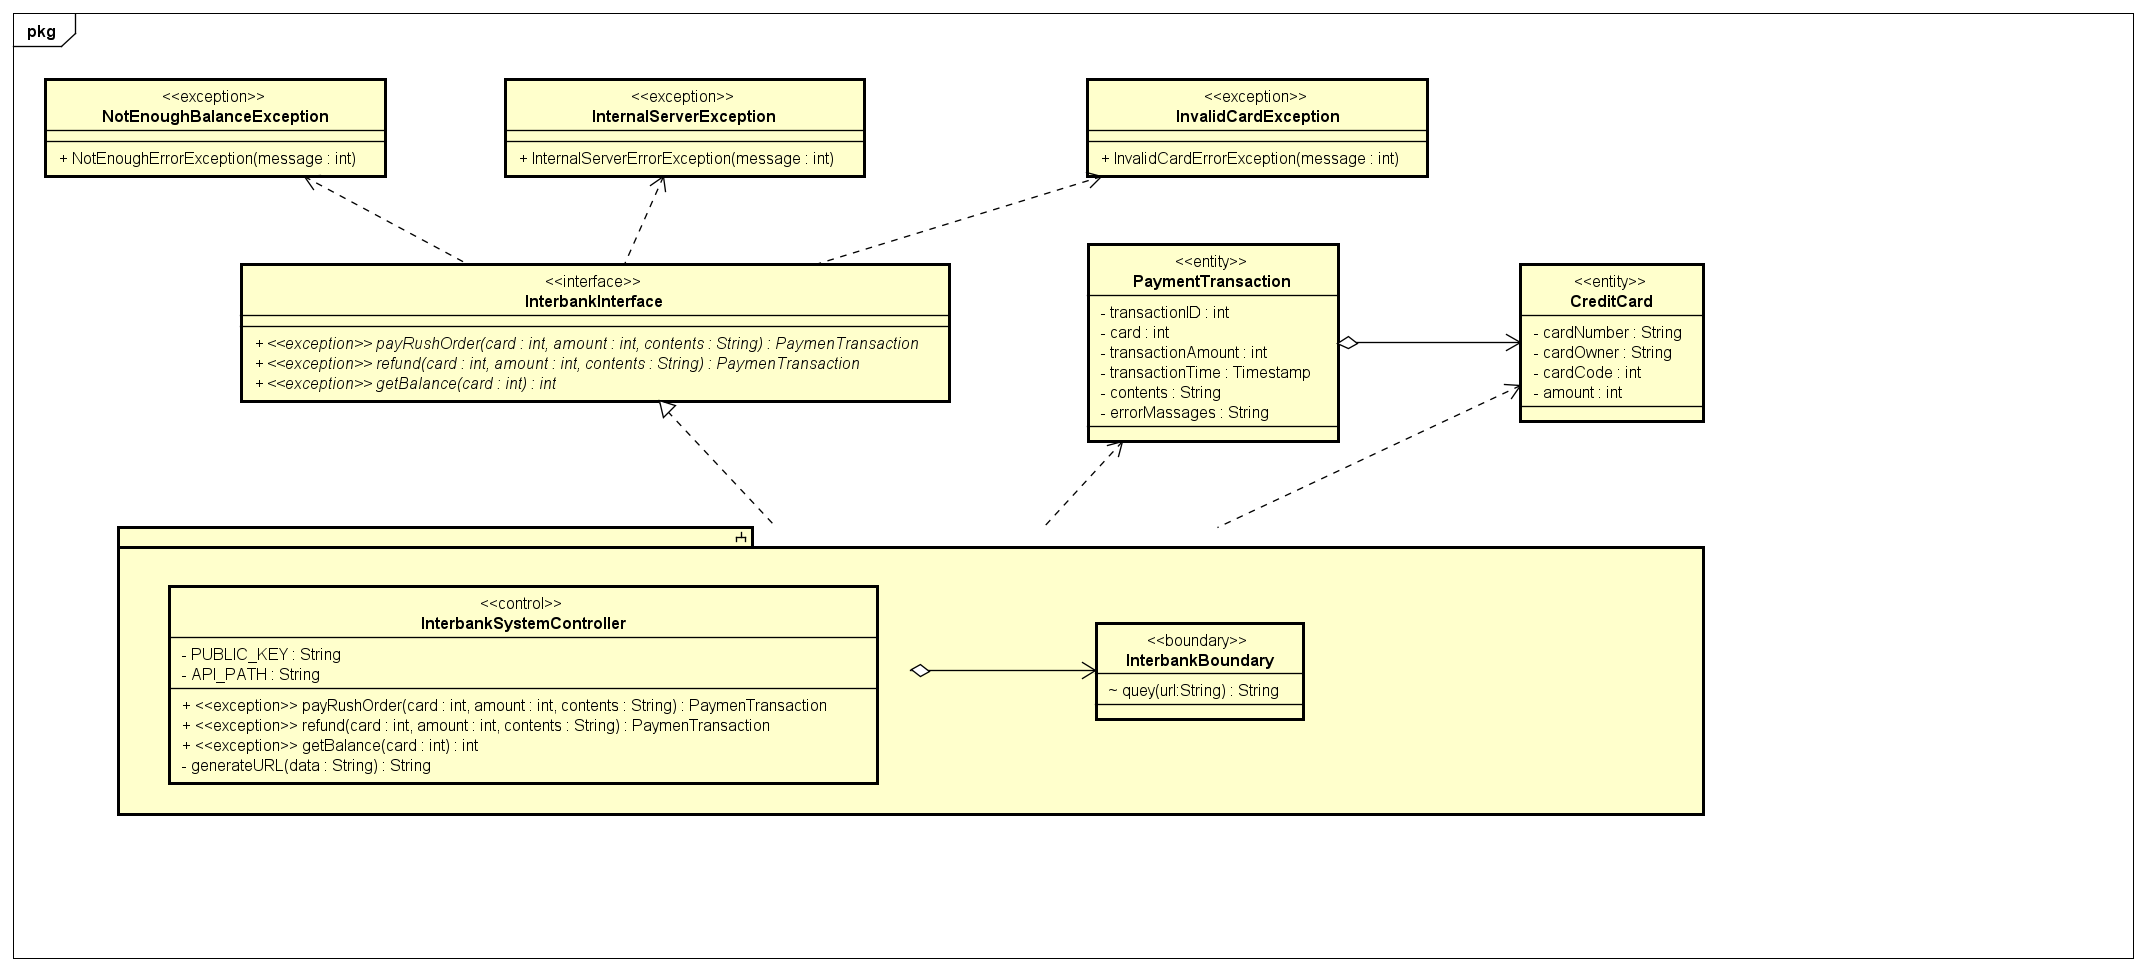 pkg
<<exception>>
NotEnoughBalanceException
+ NotEnoughErrorException(message : int)
<<exception>>
InternalServerException
+ InternalServerErrorException(message : int)
<<exception>>
InvalidCardException
+ InvalidCardErrorException(message : int)
<<interface>>
InterbankInterface
+ <<exception>> payRushOrder(card : int, amount : int, contents : String) : PaymenTransaction
+ <<exception>> refund(card : int, amount : int, contents : String) : PaymenTransaction
+ <<exception>> getBalance(card : int) : int
<<entity>>
PaymentTransaction
- transactionID : int
- card : int
- transactionAmount : int
- transactionTime : Timestamp
- contents : String
- errorMassages : String
<<entity>>
CreditCard
- cardNumber : String
- cardOwner : String
- cardCode : int
- amount : int
<<control>>
InterbankSystemController
- PUBLIC_KEY : String
- API_PATH : String
+ <<exception>> payRushOrder(card : int, amount : int, contents : String) : PaymenTransaction
+ <<exception>> refund(card : int, amount : int, contents : String) : PaymenTransaction
+ <<exception>> getBalance(card : int) : int
- generateURL(data : String) : String
<<boundary>>
InterbankBoundary
~ quey(url:String) : String